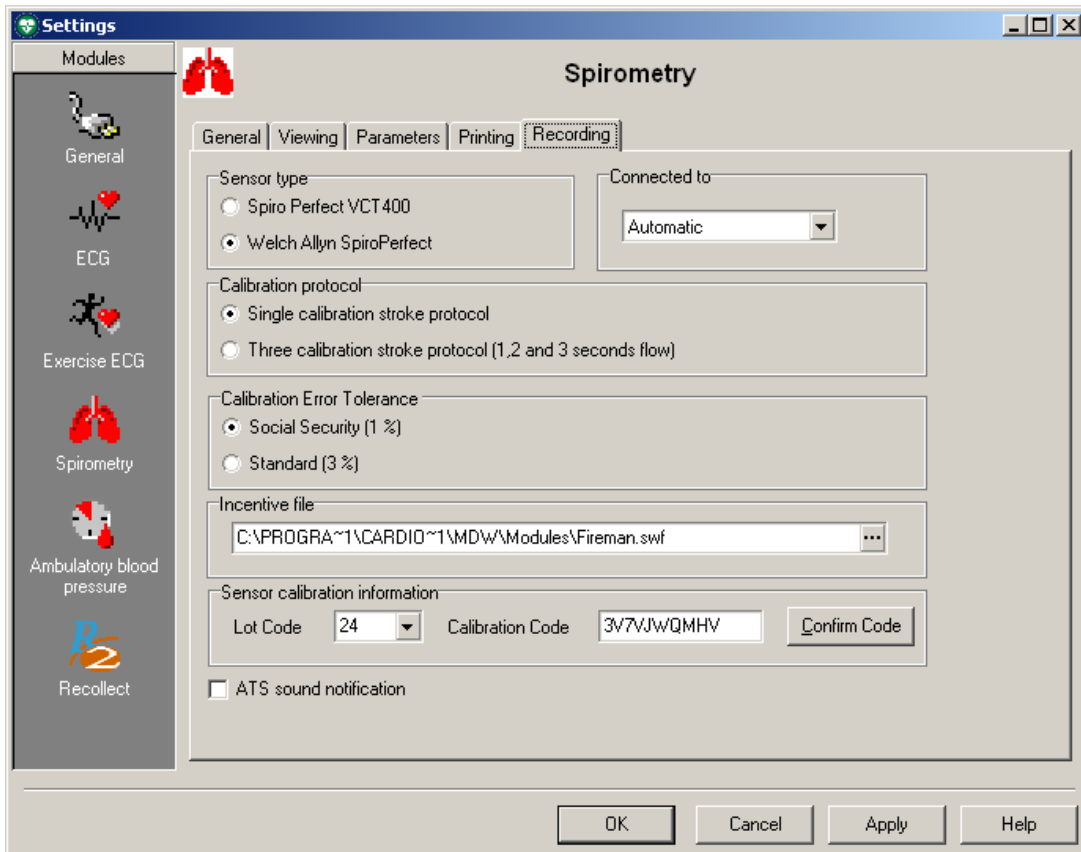 Settings
Modules
General
ECG
Exercise ECG
Spirometry
Ambulatory blood
pressure
Recollect
Spirometry
General Viewing Parameters Printing Recording
Sensor type
Spiro Perfect VCT400
Welch Allyn SpiroPerfect
Connected to
Automatic
Calibration protocol
Single calibration stroke protocol
Three calibration stroke protocol (1,2 and 3 seconds flow)
Calibration Error Tolerance
Social Security (1 %)
Standard (3 %)
Incentive file
C:\PROGRA~1\CARDIO~1\MDW\Modules\Fireman.swf ...
Sensor calibration information
Lot Code 24 Calibration Code 3V7VJWQMHV Confirm Code
ATS sound notification
OK Cancel Apply Help